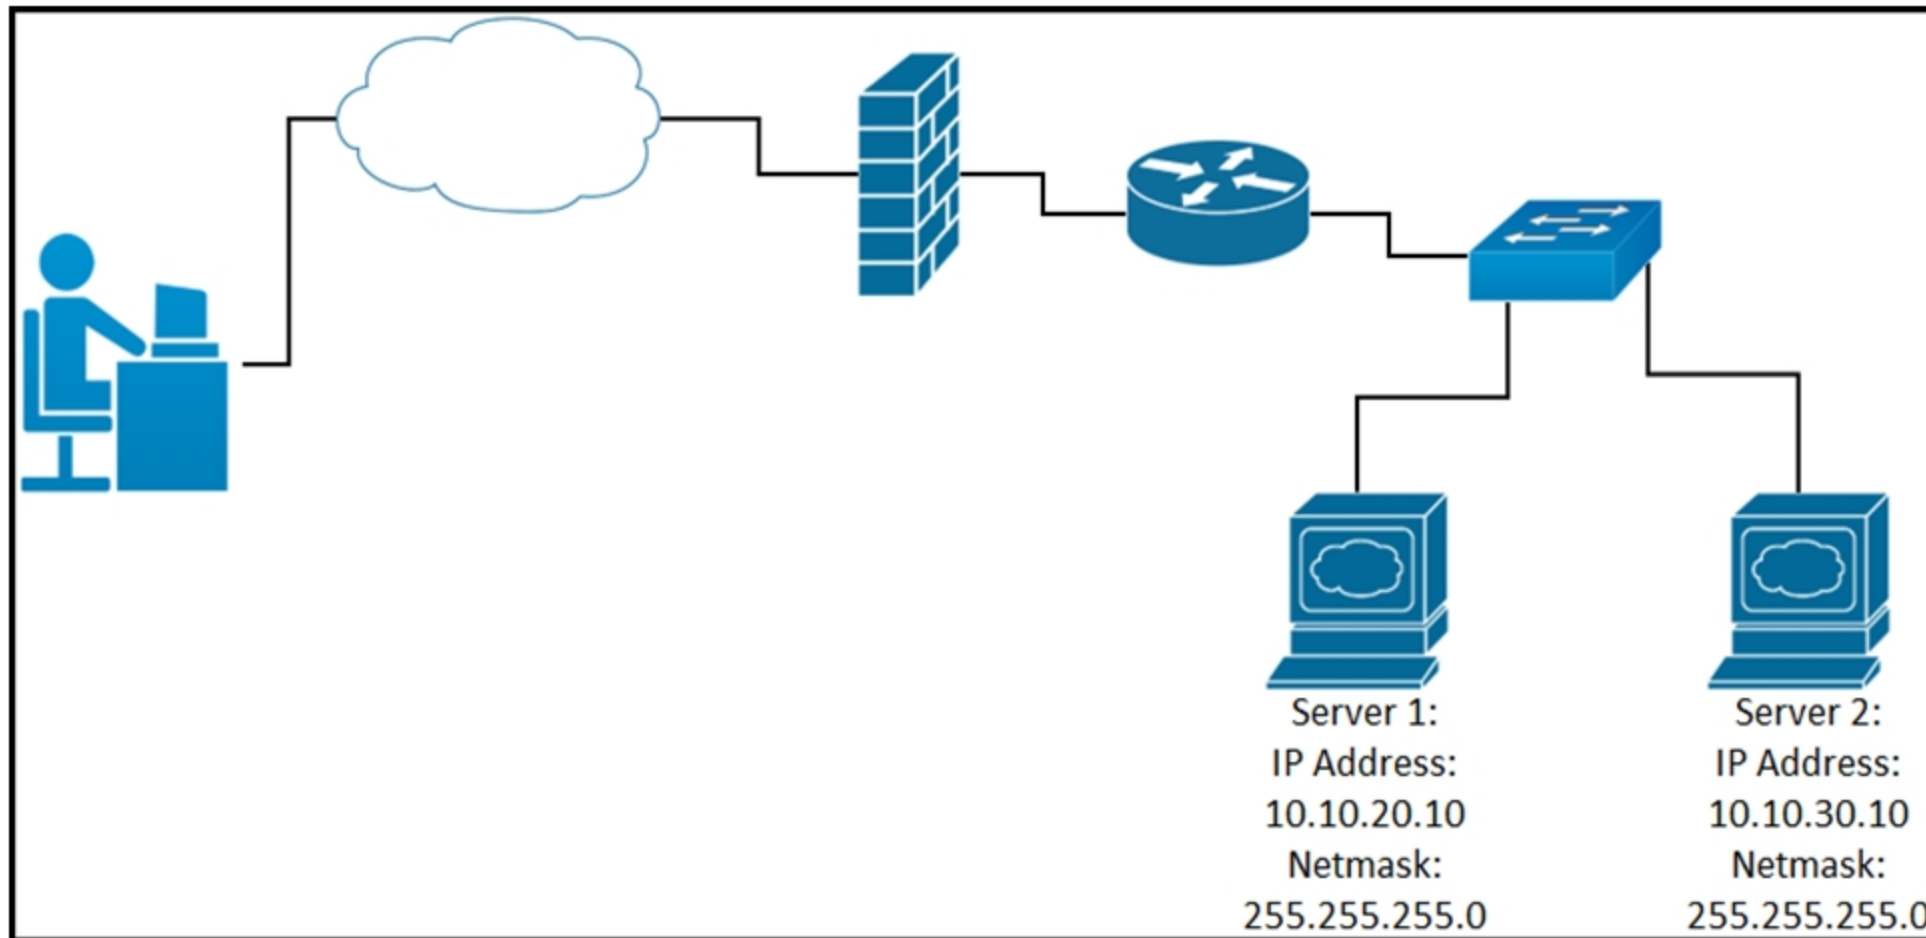 Server 1:
IP Address:
10.10.20.10
Netmask:
255.255.255.0
Server 2:
IP Address:
10.10.30.10
Netmask:
255.255.255.0